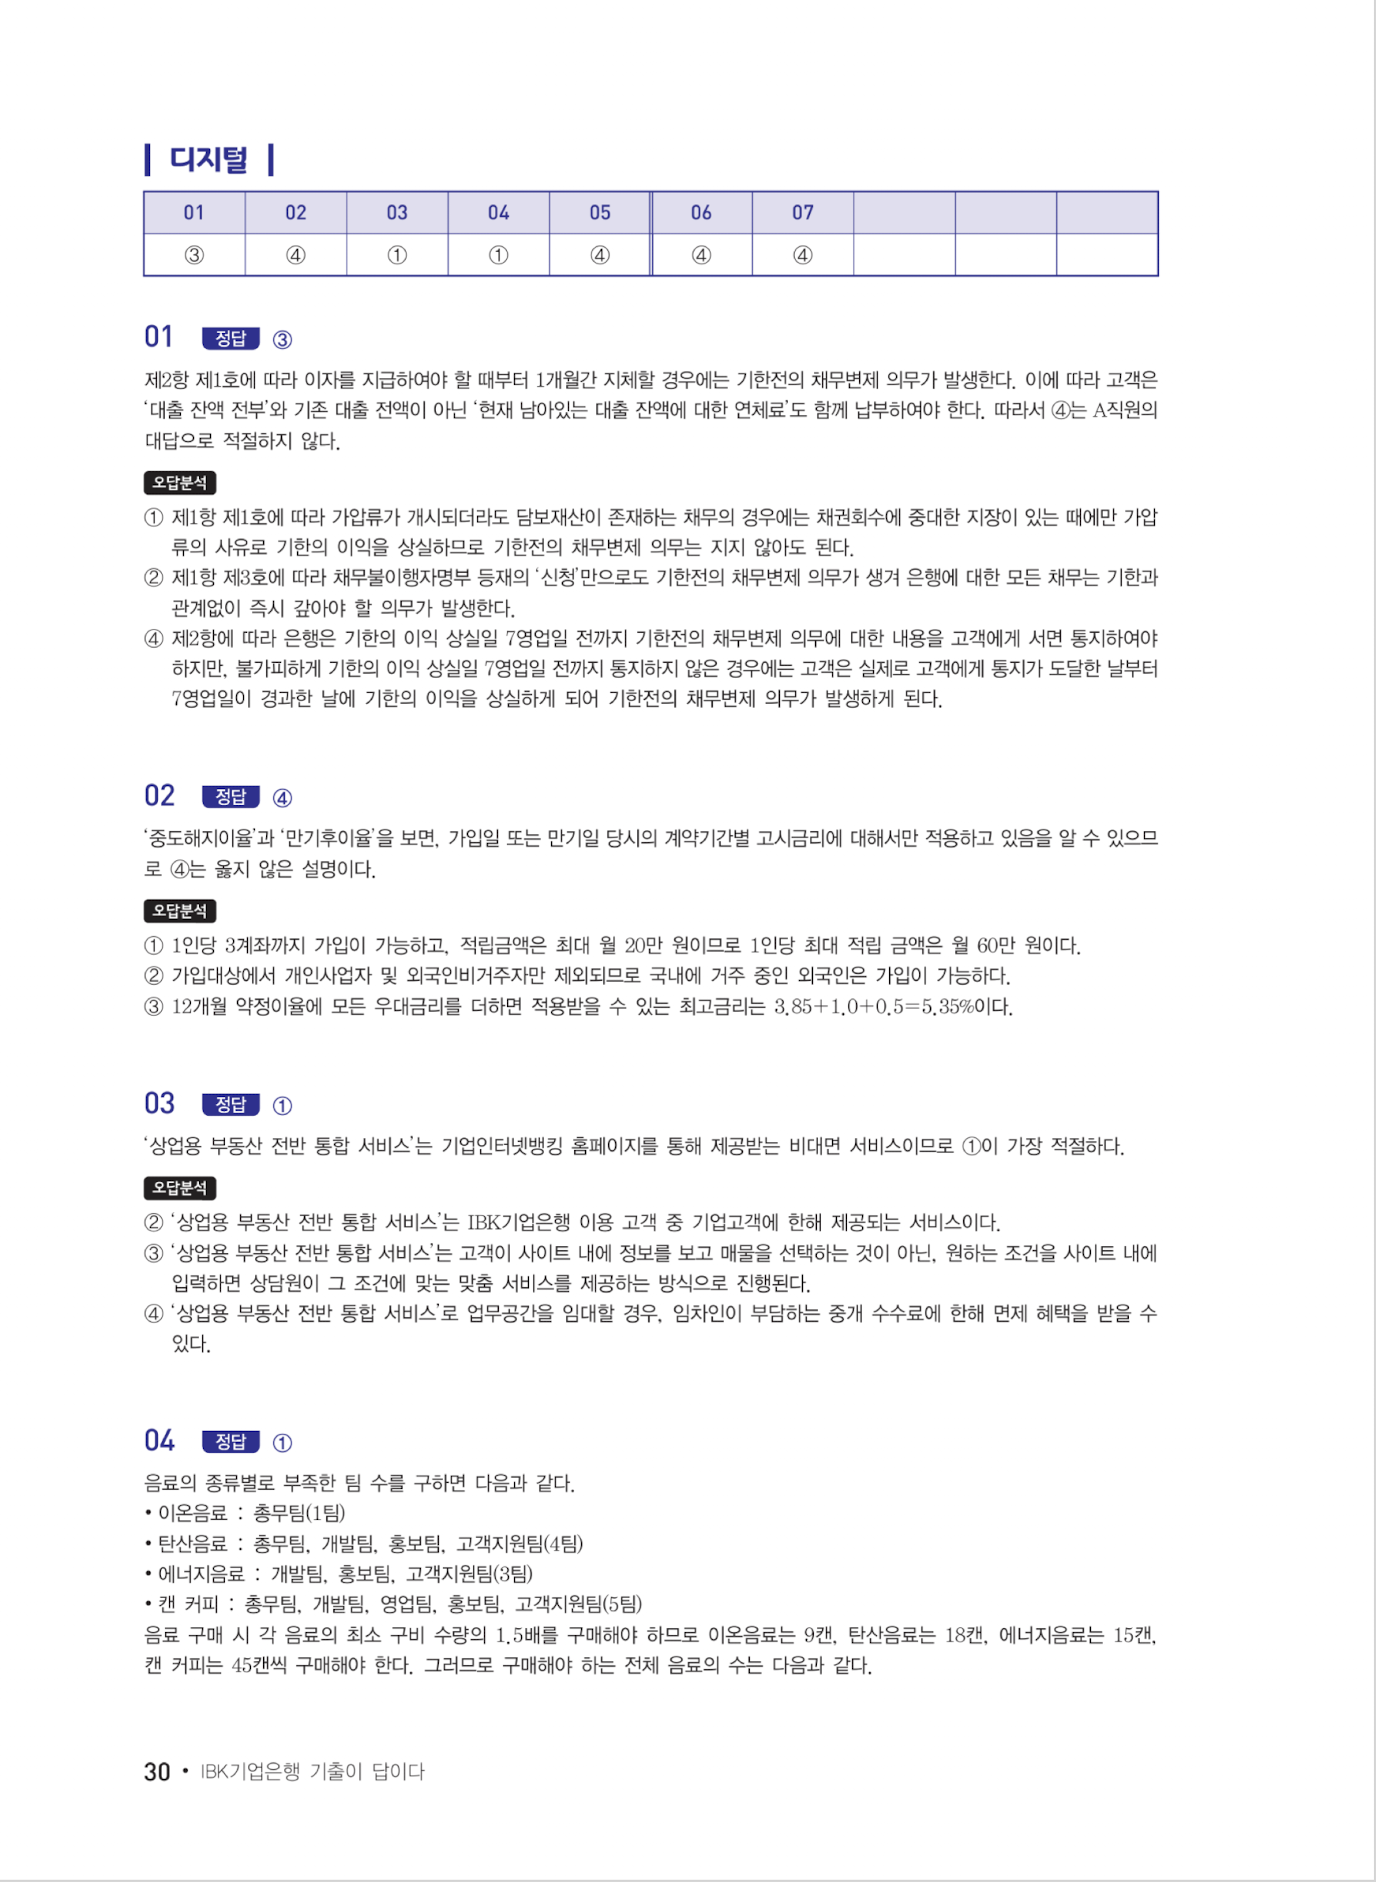 디지털
01 02 03 04 05 06 07
③ ④ ① ① ④ ④ ④
01 정답 ③
제2항 제1호에 따라 이자를 지급하여야 할 때부터 1개월간 지체할 경우에는 기한전의 채무변제 의무가 발생한다. 이에 따라 고객은
‘대출 잔액 전부’와 기존 대출 전액이 아닌 ‘현재 남아있는 대출 잔액에 대한 연체료’도 함께 납부하여야 한다. 따라서 ④는 A직원의
대답으로 적절하지 않다.
오답분석
① 제1항 제1호에 따라 가압류가 개시되더라도 담보재산이 존재하는 채무의 경우에는 채권회수에 중대한 지장이 있는 때에만 가압
류의 사유로 기한의 이익을 상실하므로 기한전의 채무변제 의무는 지지 않아도 된다.
② 제1항 제3호에 따라 채무불이행자명부 등재의 ‘신청’만으로도 기한전의 채무변제 의무가 생겨 은행에 대한 모든 채무는 기한과
관계없이 즉시 갚아야 할 의무가 발생한다.
④ 제2항에 따라 은행은 기한의 이익 상실일 7영업일 전까지 기한전의 채무변제 의무에 대한 내용을 고객에게 서면 통지하여야
하지만, 불가피하게 기한의 이익 상실일 7영업일 전까지 통지하지 않은 경우에는 고객은 실제로 고객에게 통지가 도달한 날부터
7영업일이 경과한 날에 기한의 이익을 상실하게 되어 기한전의 채무변제 의무가 발생하게 된다.
02 정답 ④
‘중도해지이율’과 ‘만기후이율’을 보면, 가입일 또는 만기일 당시의 계약기간별 고시금리에 대해서만 적용하고 있음을 알 수 있으므
로 ④는 옳지 않은 설명이다.
오답분석
① 1인당 3계좌까지 가입이 가능하고, 적립금액은 최대 월 20만 원이므로 1인당 최대 적립 금액은 월 60만 원이다.
② 가입대상에서 개인사업자 및 외국인비거주자만 제외되므로 국내에 거주 중인 외국인은 가입이 가능하다.
③ 12개월 약정이율에 모든 우대금리를 더하면 적용받을 수 있는 최고금리는 3.85+1.0+0.5=5.35%이다.
03 정답 ①
‘상업용 부동산 전반 통합 서비스’는 기업인터넷뱅킹 홈페이지를 통해 제공받는 비대면 서비스이므로 ①이 가장 적절하다.
오답분석
② ‘상업용 부동산 전반 통합 서비스’는 IBK기업은행 이용 고객 중 기업고객에 한해 제공되는 서비스이다.
③ ‘상업용 부동산 전반 통합 서비스’는 고객이 사이트 내에 정보를 보고 매물을 선택하는 것이 아닌, 원하는 조건을 사이트 내에
입력하면 상담원이 그 조건에 맞는 맞춤 서비스를 제공하는 방식으로 진행된다.
④ ‘상업용 부동산 전반 통합 서비스’로 업무공간을 임대할 경우, 임차인이 부담하는 중개 수수료에 한해 면제 혜택을 받을 수
있다.
04 정답 ①
음료의 종류별로 부족한 팀 수를 구하면 다음과 같다.
• 이온음료 : 총무팀(1팀)
• 탄산음료 : 총무팀, 개발팀, 홍보팀, 고객지원팀(4팀)
• 에너지음료 : 개발팀, 홍보팀, 고객지원팀(3팀)
• 캔 커피 : 총무팀, 개발팀, 영업팀, 홍보팀, 고객지원팀(5팀)
음료 구매 시 각 음료의 최소 구비 수량의 1.5배를 구매해야 하므로 이온음료는 9캔, 탄산음료는 18캔, 에너지음료는 15캔,
캔 커피는 45캔씩 구매해야 한다. 그러므로 구매해야 하는 전체 음료의 수는 다음과 같다.
30 • IBK기업은행 기출이 답이다